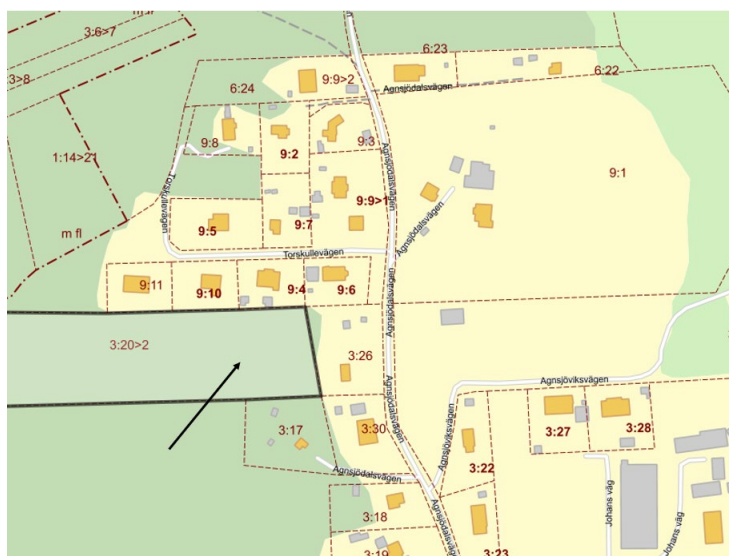 m fl
3:6>7
6:23
3>8
9:9>2
6:24
6:22
Agnsjödalsvägen
9:8
9:2
9:3
1:14>21
Agnsjödalsvägen
9:1
Torskullevägen
9:9>1
9:5
9:7
m fl
Agnsjödalsvägen
Torskullevägen
9:11
9:10
9:4
9:6
Agnsjödalsvägen
3:20>2
3:26
Agnsjöviksvägen
Agnsjödalsvägen
3:17
3:30
Agnsjöviksvägen
3:27
3:28
3:22
Agnsjödalsvägen
3:18
Agnsjödalsvägen
Johans väg
Johans väg
3:19
3:23